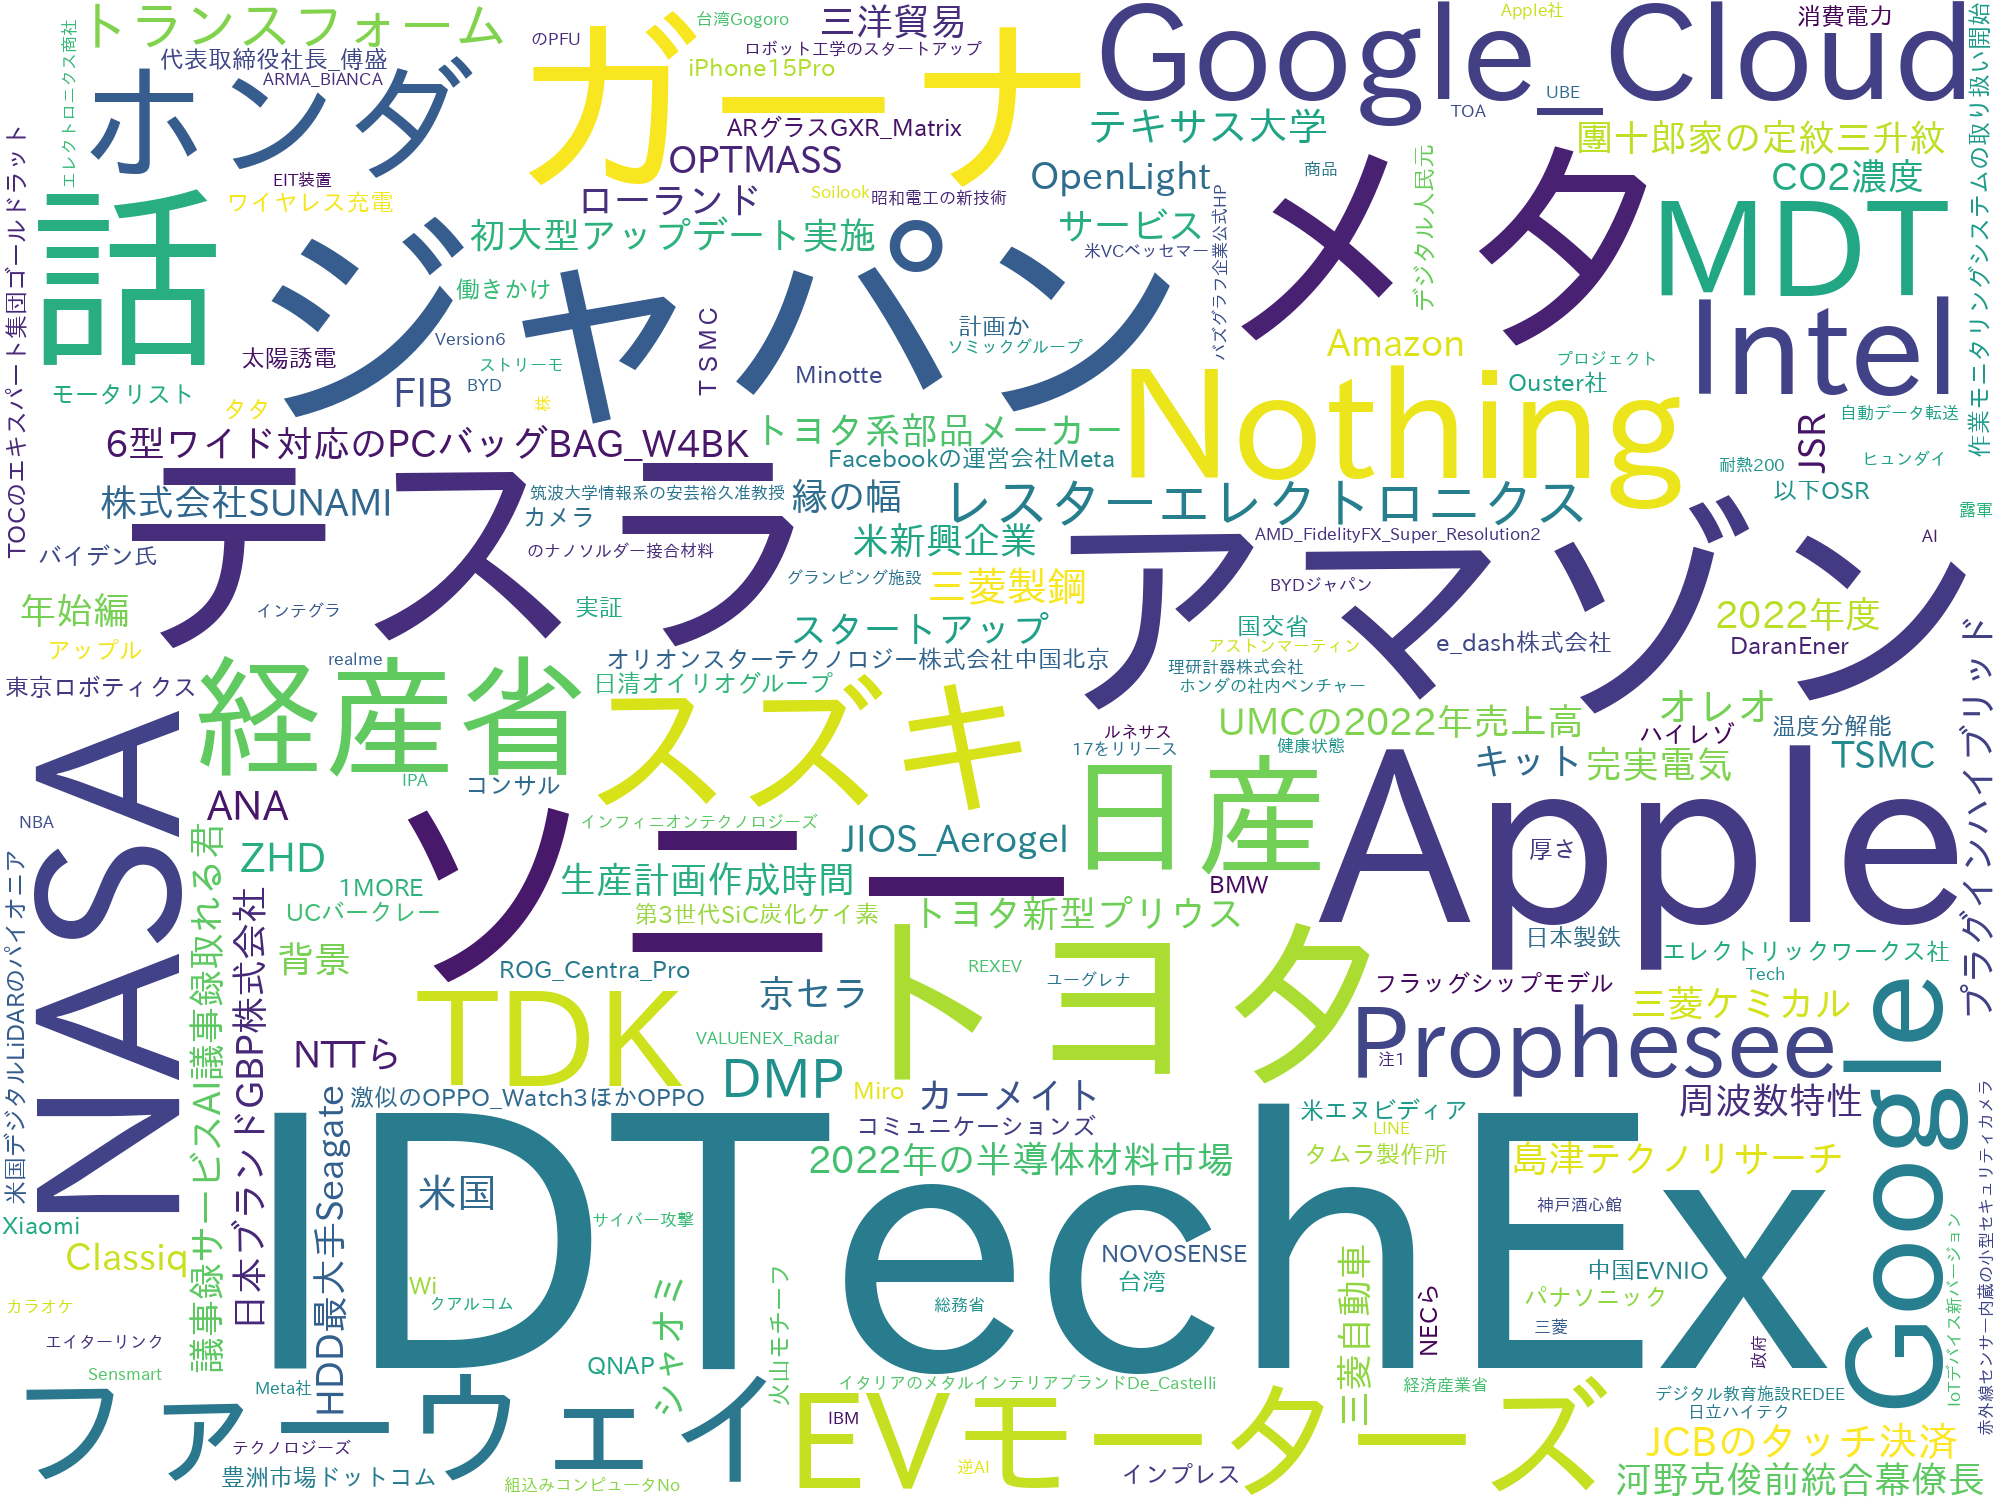 トランスフォーム
台湾Gogoro
三洋貿易
Apple社
消費電力
Google_Cloud
エレクトロニクス商社
代表取締役社長_傅盛
ARMA_BIANCA
のPFU
ロボット工学のスタートアップ
iPhone15Pro
ガーナ
ホンダ
ARグラスGXR_Matrix
テキサス大学
TOA
UBE
團十郎家の定紋三升紋
作業モニタリングシステムの取り扱い開始
TOCのエキスパート集団ゴールドラット
EIT装置
ワイヤレス充電
OPTMASS
ローランド
Soilook
昭和電工の新技術
OpenLight
商品
デジタル人民元
CO2濃度
話
ジャパン
初大型アップデート実施
サービス
米VCベッセマー
バズグラフ企業公式HP
メタ
MDT
働きかけ
計画か
ソミックグループ
Intel
太陽誘電
Version6
ストリーモ
BYD
TSMC
Minotte
Amazon
プロジェクト
Ouster社
モータリスト
タタ
FIB
株
Nothing
自動データ転送
6型ワイド対応のPCバッグBAG_W4BK
トヨタ系部品メーカー
Facebookの運営会社Meta
JSR
耐熱200
ヒュンダイ
株式会社SUNAMI
筑波大学情報系の安芸裕久准教授
カメラ
縁の幅
レスターエレクトロニクス
以下OSR
露軍
バイデン氏
テスラ
のナノソルダー接合材料
米新興企業
AMD_FidelityFX_Super_Resolution2
AI
グランピング施設
三菱製鋼
BYDジャパン
アマゾン
年始編
インテグラ
実証
スタートアップ
国交省
アストンマーティン
2022年度
アップル
realme
オリオンスターテクノロジー株式会社中国北京
e_dash株式会社
DaranEner
東京ロボティクス
経産省
日清オイリオグループ
理研計器株式会社
ホンダの社内ベンチャー
プラグインハイブリッド
スズキ
UMCの2022年売上高
オレオ
ルネサス
17をリリース
健康状態
ハイレゾ
温度分解能
NASA
IPA
コンサル
日産
キット
完実電気
TSMC
ANA
NBA
インフィニオンテクノロジーズ
JIOS_Aerogel
Apple
厚さ
ZHD
ソニー
生産計画作成時間
BMW
1MORE
UCバークレー
第3世代SiC炭化ケイ素
トヨタ新型プリウス
日本製鉄
議事録サービスAI議事録取れる君
日本ブランドGBP株式会社
背景
ROG_Centra_Pro
京セラ
REXEV
ユーグレナ
エレクトリックワークス社
Tech
フラッグシップモデル
米国デジタルLiDARのパイオニア
TDK
トヨタ
三菱ケミカル
Prophesee
注1
Google
NTTら
VALUENEX_Radar
DMP
Miro
カーメイト
周波数特性
激似のOPPO_Watch3ほかOPPO
HDD最大手Seagate
コミュニケーションズ
米エヌビディア
LINE
2022年の半導体材料市場
タムラ製作所
島津テクノリサーチ
赤外線センサー内蔵の小型セキュリティカメラ
米国
IDTechEx
サイバー攻撃
神戸酒心館
Xiaomi
Classiq
NOVOSENSE
台湾
中国EVNIO
IoTデバイス新バージョン
Wi
クアルコム
シャオミ
火山モチーフ
総務省
三菱自動車
NECら
パナソニック
三菱
カラオケ
エイターリンク
政府
Sensmart
QNAP
Meta社
イタリアのメタルインテリアブランドDe_Castelli
経済産業省
デジタル教育施設REDEE
日立ハイテク
ファーウェイ
IBM
EVモーターズ
JCBのタッチ決済
テクノロジーズ
豊洲市場ドットコム
組込みコンピュータNo
逆AI
インプレス
河野克俊前統合幕僚長